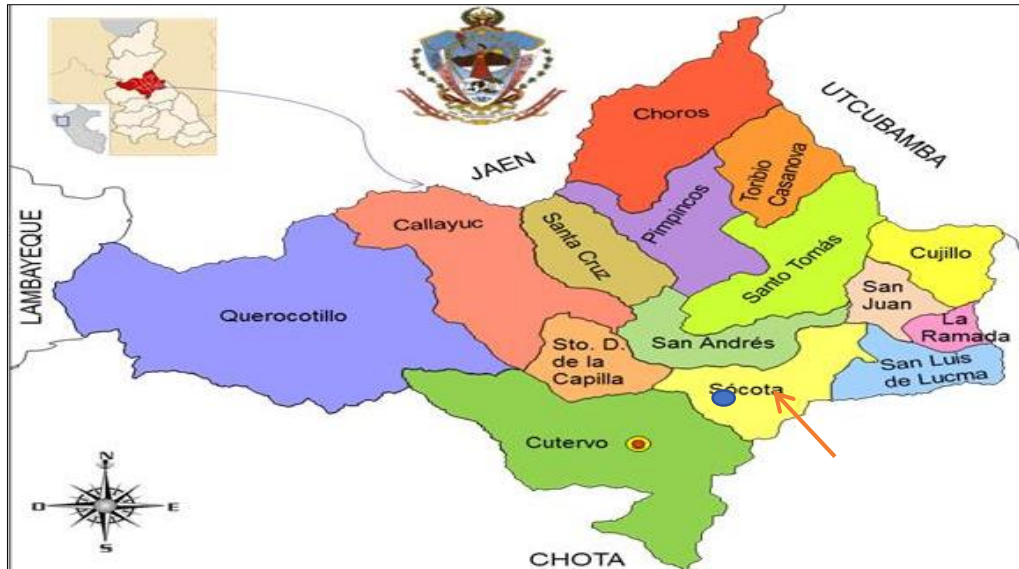 Choros
UTCUBAMBA
JAEN
Toribio
Casanova
Callayuc
Santa Cruz
Pimpincos
LAMBAYEQUE
Santo Tomás
Cujillo
San
Juan
Querocotillo
La
Ramada
Sto. D.
de la
Capilla
San Andrés
San Luis
de Lucma
Sócota
Cutervo
N
O
E
S
CHOTA